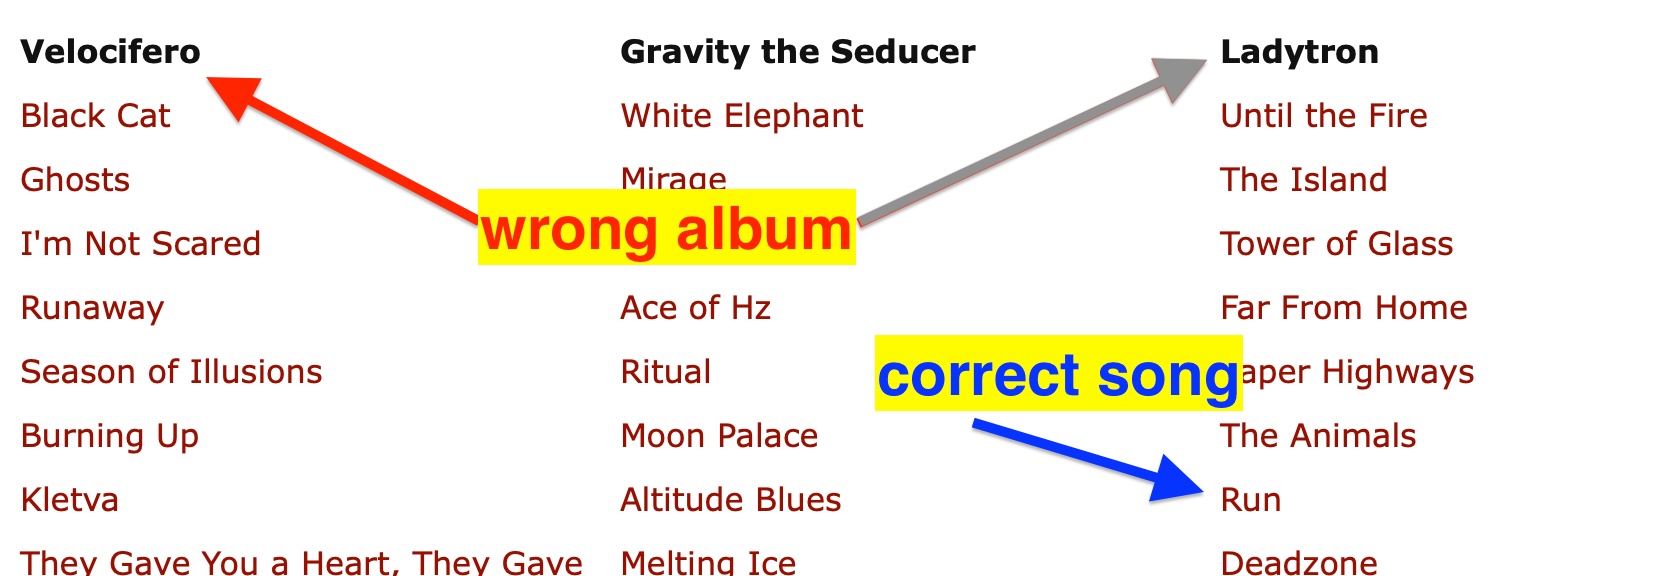 Velocifero
Black Cat
Ghosts
I'm Not Scared
Runaway
Season of Illusions
Burning Up
Kletva
They Gave You a Heart, They Gave
Gravity the Seducer
White Elephant
Mirage
wrong album
Ace of Hz
Ritual
Moon Palace
Altitude Blues
Melting Ice
Ladytron
Until the Fire
The Island
Tower of Glass
Far From Home
correct song
aper Highways
The Animals
Run
Deadzone